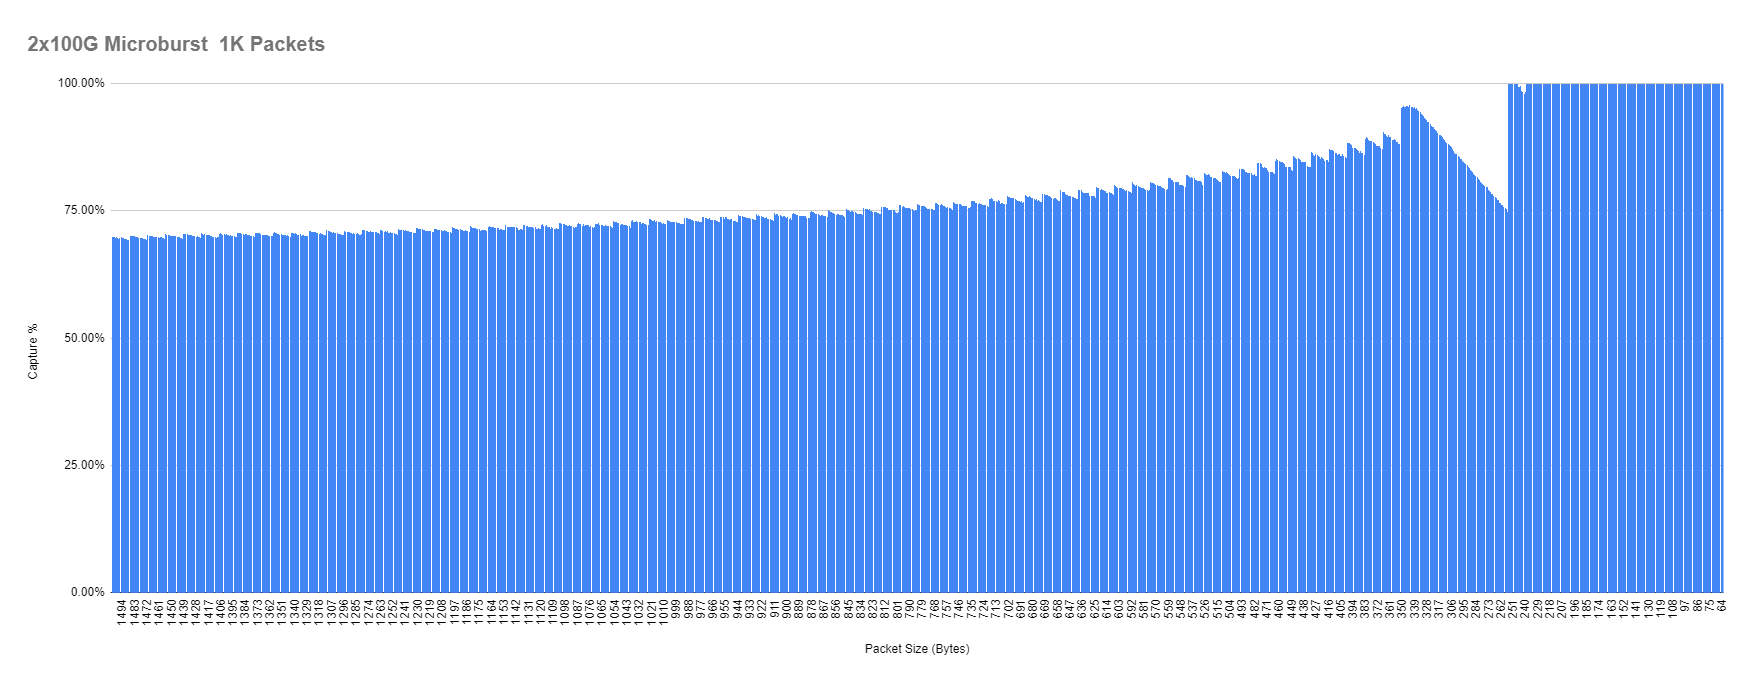 2x100G Microburst  1K Packets
100.00%
75.00%
50.00%
25.00%
0.00%
Capture %
1494 1483 1472 1461 1450 1439 1428 1417 1406 1395 1384 1373 1362 1351 1340 1329 1318 1307 1296 1285 1274 1263 1252 1241 1230 1219 1208 1197 1186 1175 1164 1153 1142 1131 1120 1109 1098 1087 1076 1065 1054 1043 1032 1021 1010 999 988 977 966 955 944 933 922 911 900 889 878 867 856 845 834 823 812 801 790 779 768 757 746 735 724 713 702 691 680 669 658 647 636 625 614 603 592 581 570 559 548 537 526 515 504 493 482 471 460 449 438 427 416 405 394 383 372 361 350 339 328 317 306 295 284 273 262 251 240 229 218 207 196 185 174 163 152 141 130 119 108 97 86 75 64
Packet Size (Bytes)